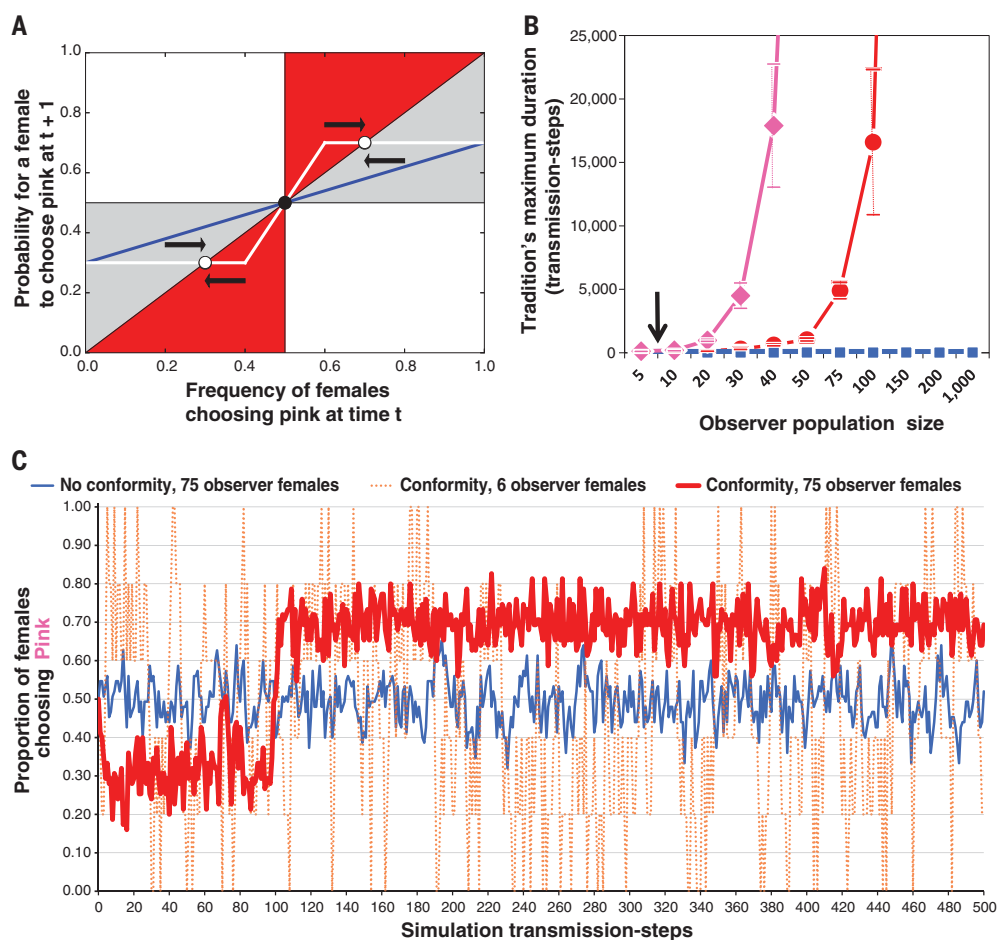 A
Probability for a female
to choose pink at t + 1
1.0
0.8
0.6
0.4
0.2
0.0
0.2
0.4
0.6
0.8
1.0
Frequency of females
choosing pink at time t
B
Tradition's maximum duration
(transmission-steps)
25,000
20,000
15,000
10,000
5,000
0
5
10
20
30
40
50
75
100
150
200
1,000
Observer population size
C
No conformity, 75 observer females
Conformity, 6 observer females
Conformity, 75 observer females
Proportion of females
choosing Pink
1.00
0.90
0.80
0.70
0.60
0.50
0.40
0.30
0.20
0.10
0.00
0 20 40 60 80 100 120 140 160 180 200 220 240 260 280 300 320 340 360 380 400 420 440 460 480 500
Simulation transmission-steps